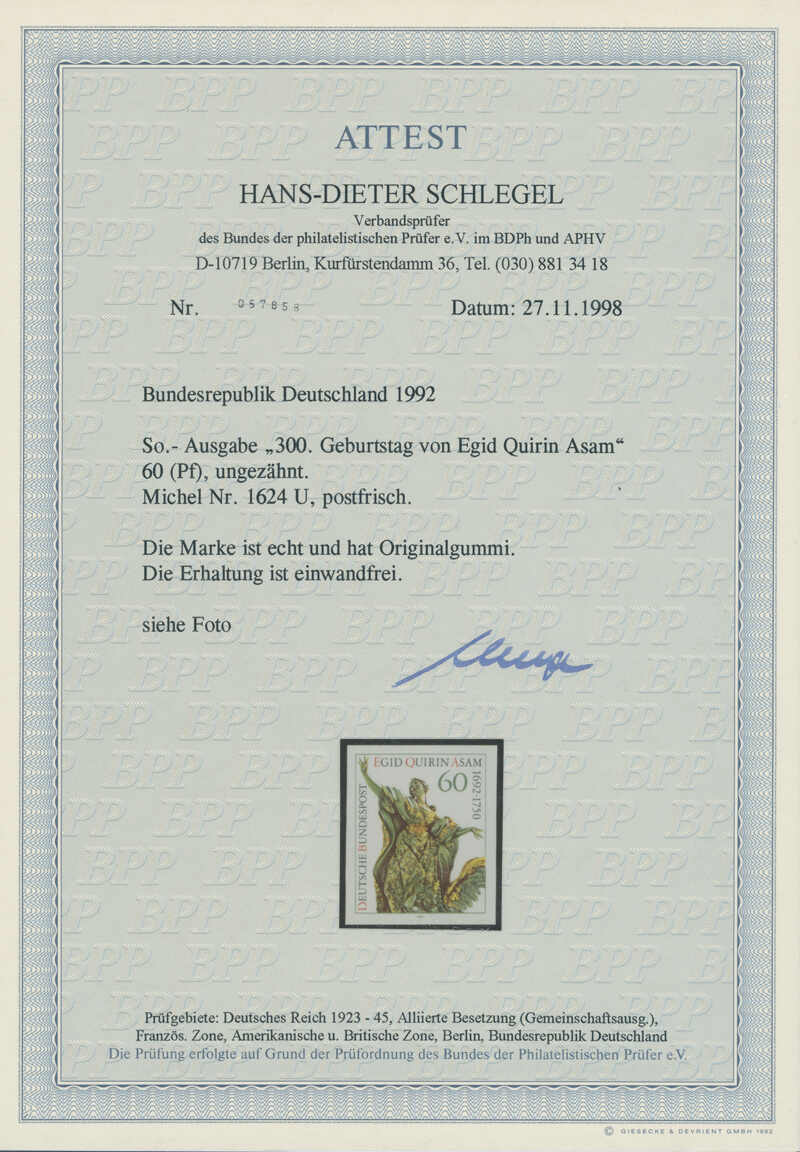 ATTEST
HANS-DIETER SCHLEGEL
Verbandsprüfer
des Bundes der philatelistischen Prüfer e.V. im BDPh und APHV
D-10719 Berlin, Kurfürstendamm 36, Tel. (030) 881 34 18
Nr. 057858 Datum: 27.11.1998
Bundesrepublik Deutschland 1992
So.- Ausgabe „300. Geburtstag von Egid Quirin Asam“
60 (Pf), ungezähnt.
Michel Nr. 1624 U, postfrisch.
Die Marke ist echt und hat Originalgummi.
Die Erhaltung ist einwandfrei.
siehe Foto
EGID QUIRIN ASAM
60
1692-1750
DEUTSCHE BUNDESPOST
Prüfgebiete: Deutsches Reich 1923 - 45, Alliierte Besetzung (Gemeinschaftsausg.),
Französ. Zone, Amerikanische u. Britische Zone, Berlin, Bundesrepublik Deutschland
Die Prüfung erfolgte auf Grund der Prüfordnung des Bundes der Philatelistischen Prüfer e.V.
© GIESECKE & DEVRIENT GMBH 1992